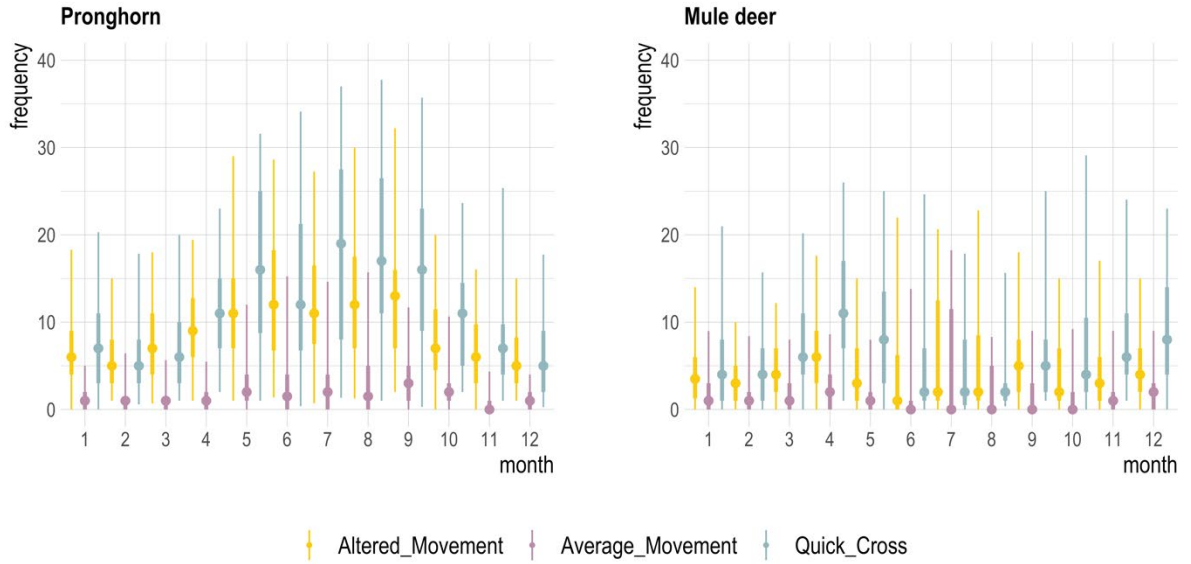 Pronghorn
frequency
40
30
20
10
0
1 2 3 4 5 6 7 8 9 10 11 12
month
Mule deer
frequency
40
30
20
10
0
1 2 3 4 5 6 7 8 9 10 11 12
month
Altered_Movement Average_Movement Quick_Cross